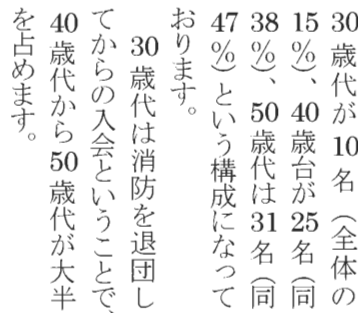 30歳代が10名（全体の
15％）、40歳台が25名（同
38％）、50歳代は31名（同
47％）という構成になって
おります。
30歳代は消防を退団し
てからの入会ということで、
40歳代から50歳代が大半
を占めます。